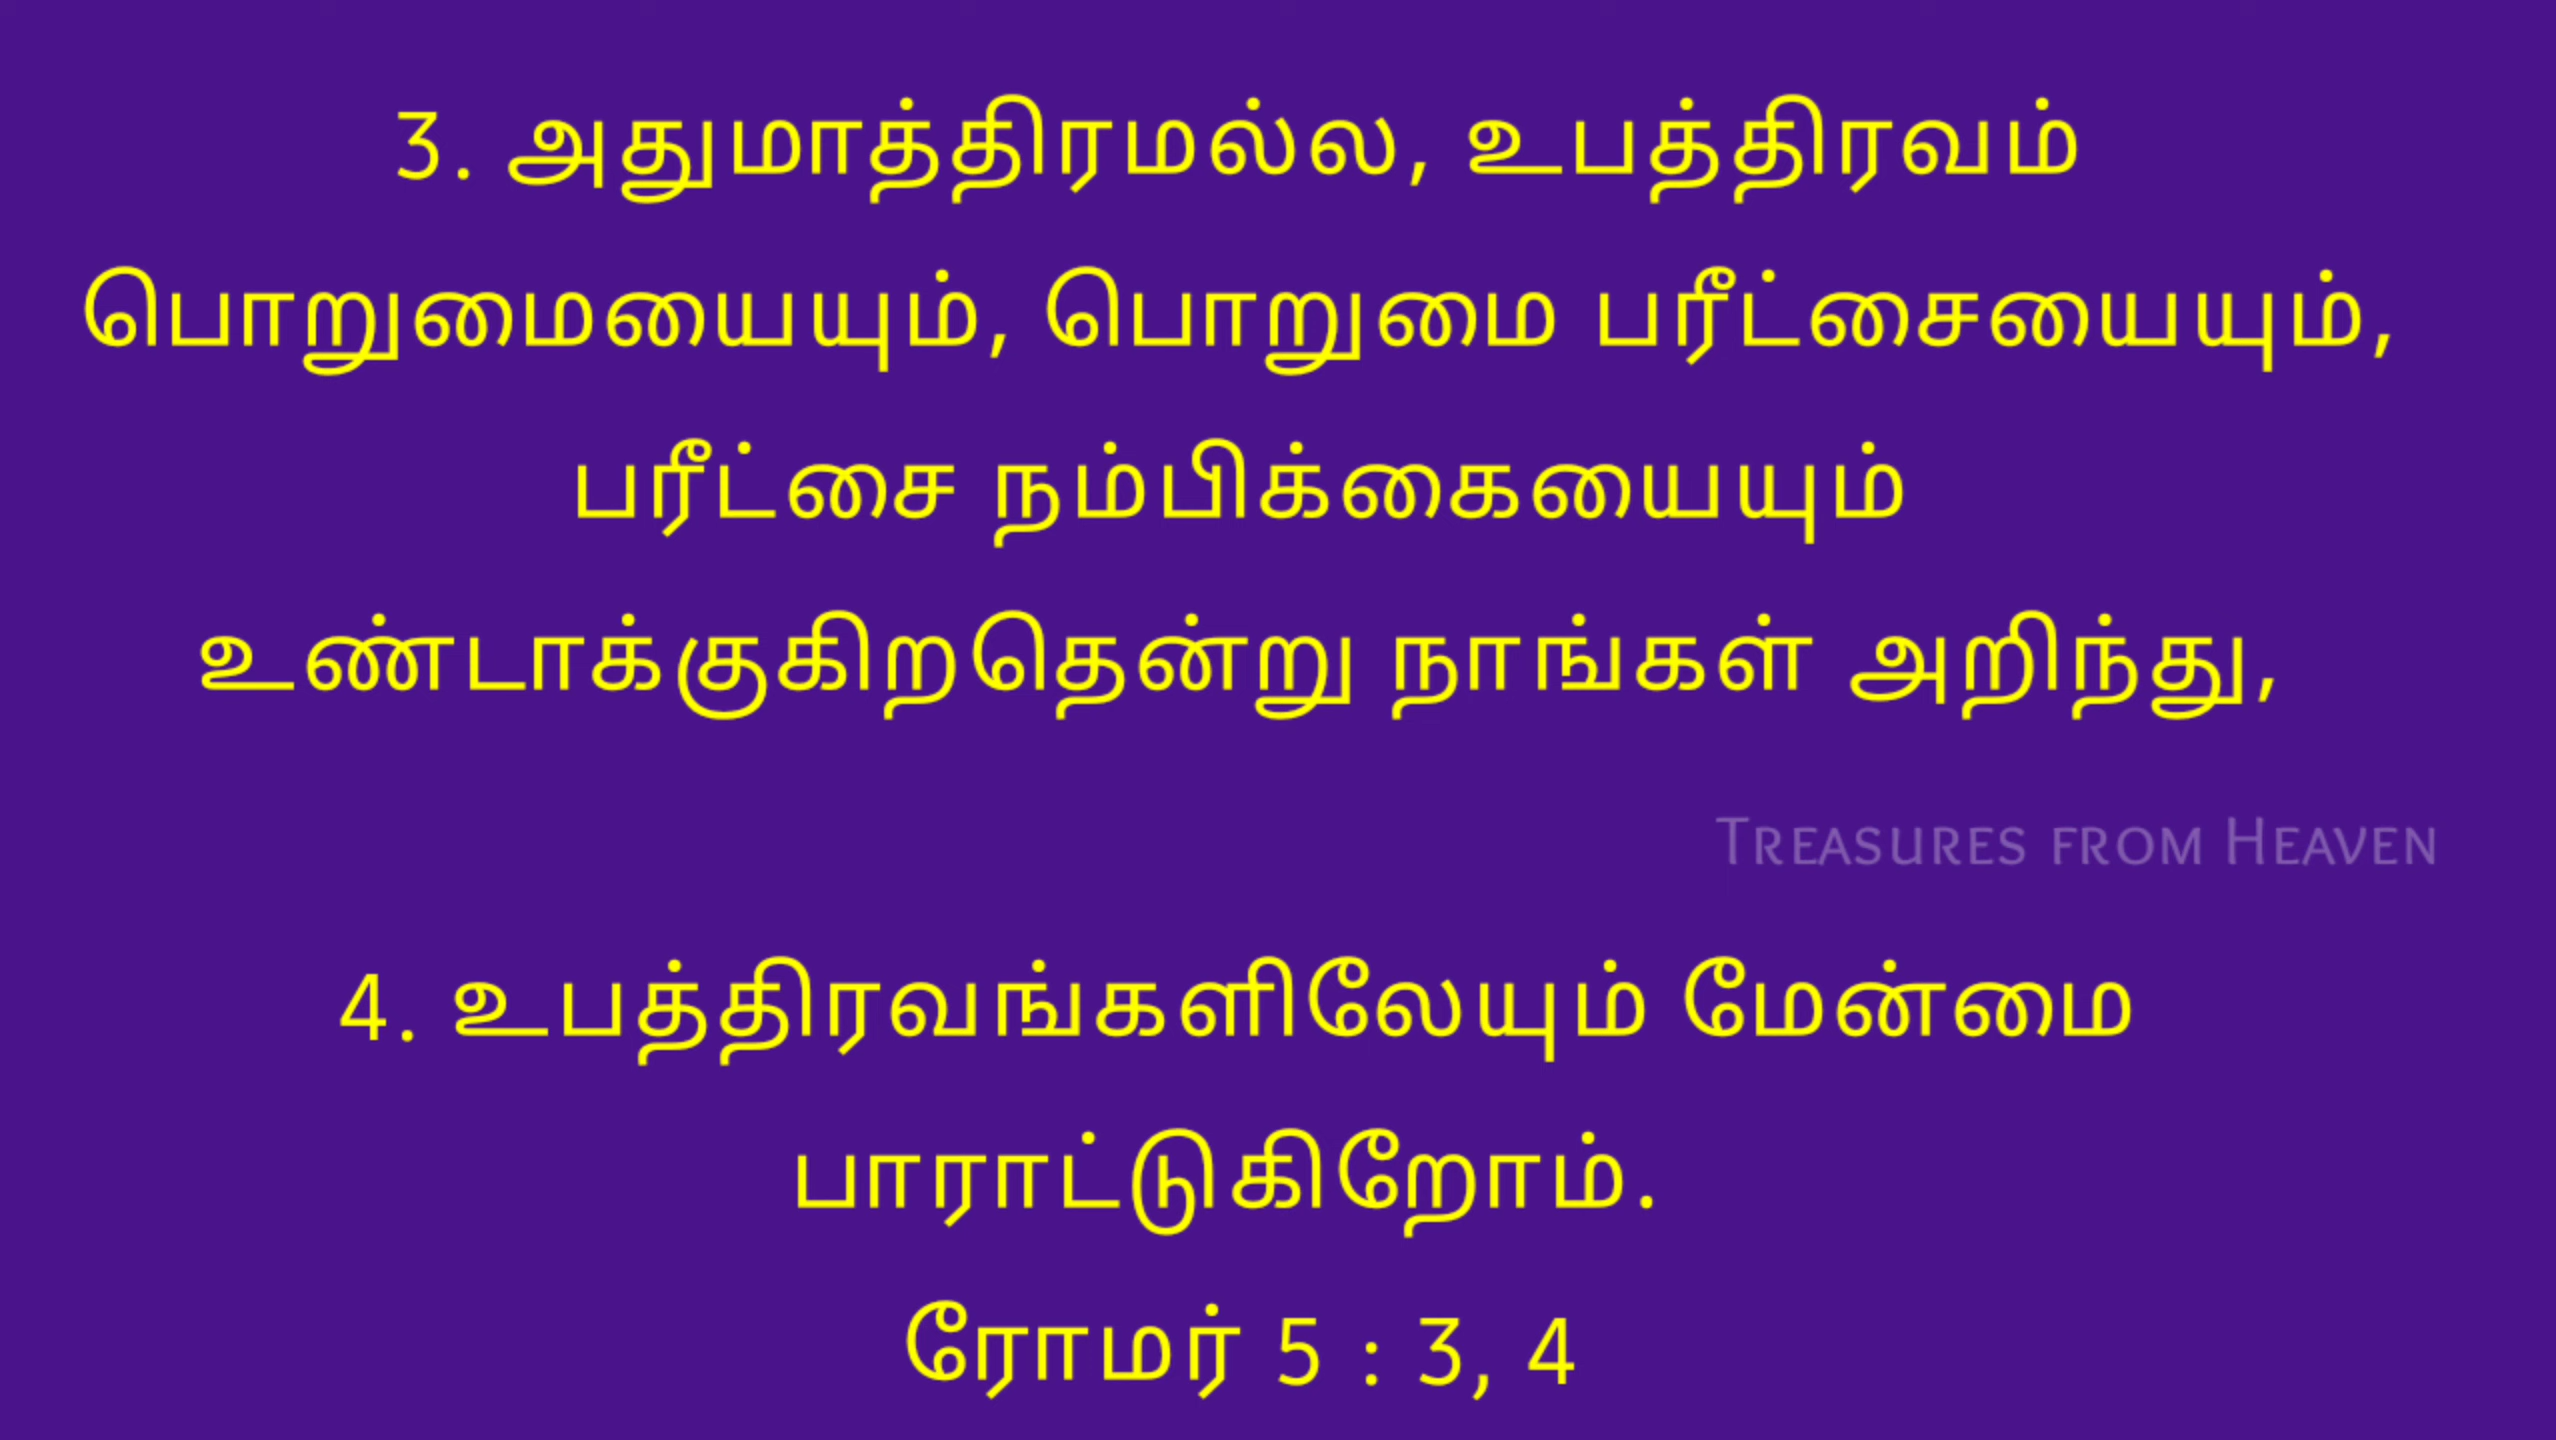 3. அதுமாத்திரமல்ல, உபத்திரவம்
பொறுமையையும், பொறுமை பரீட்சையையும்,
பரீட்சை நம்பிக்கையையும்
உண்டாக்குகிறதென்று நாங்கள் அறிந்து,
Treasures from Heaven
4. உபத்திரவங்களிலேயும் மேன்மை
பாராட்டுகிறோம்.
ரோமர் 5 : 3, 4